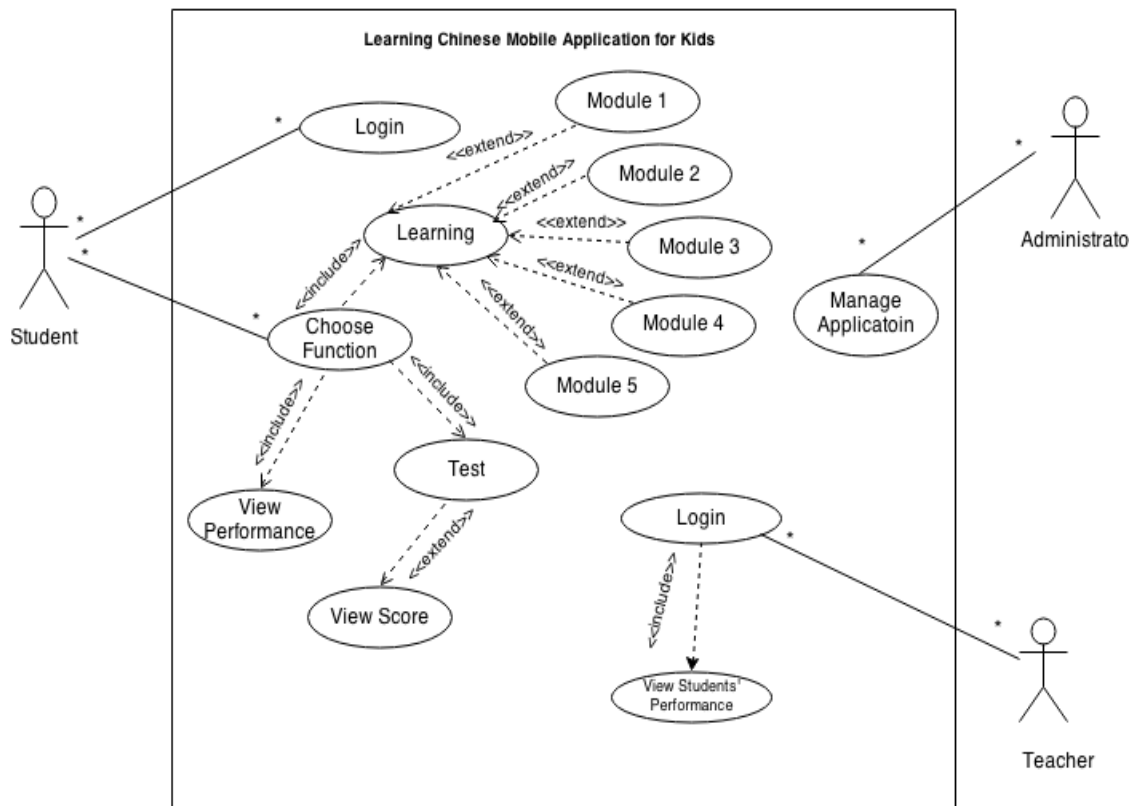 Learning Chinese Mobile Application for Kids
Module 1
<<extend>>
*
Login
*
Module 2
<<extend>>
*
Student
*
Learning
<<extend>>
Module 3
Administrato
*
<<include>>
<<extend>>
Manage
Applicatoin
*
Choose
Function
Module 4
<<extend>>
Module 5
<<include>>
<<include>>
Test
View
Performance
Login
*
<<extend>>
View Score
<<include>>
*
View Students'
Performance
Teacher